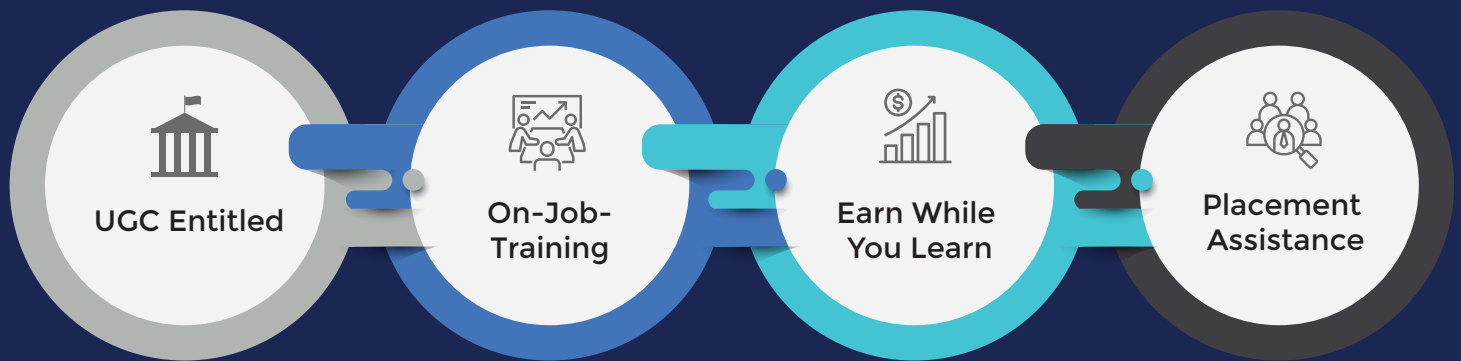 UGC Entitled
On-Job-
Training
Earn While
You Learn
Placement
Assistance